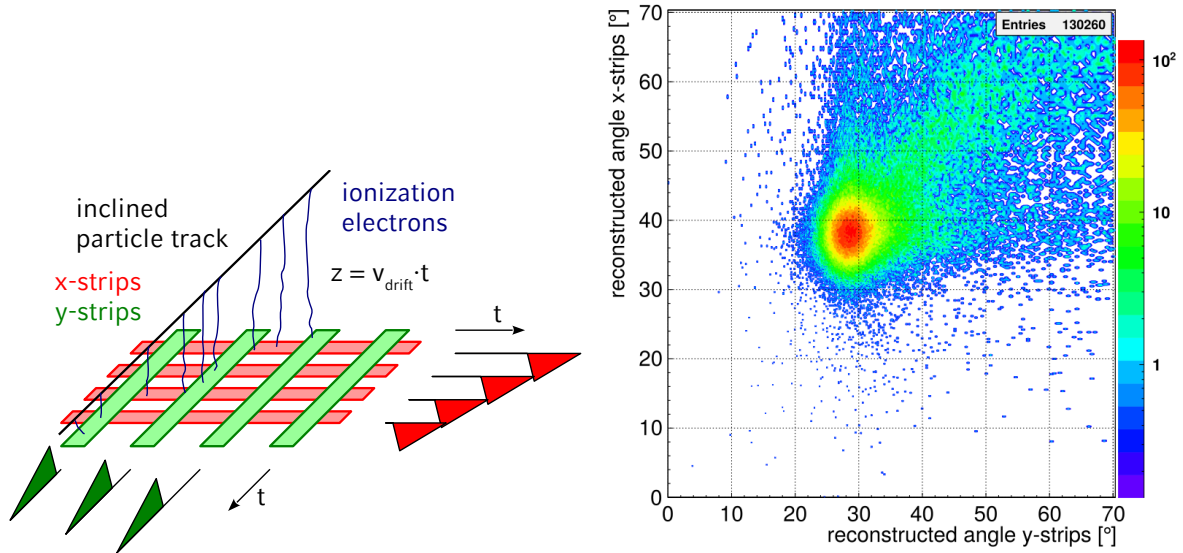 inclined
particle track
ionization
electrons
x-strips
y-strips
z = v_drift·t
t
t
Entries 130260
reconstructed angle x-strips [°]
70
60
50
40
30
20
10
0
0 10 20 30 40 50 60 70
reconstructed angle y-strips [°]
10²
10
1